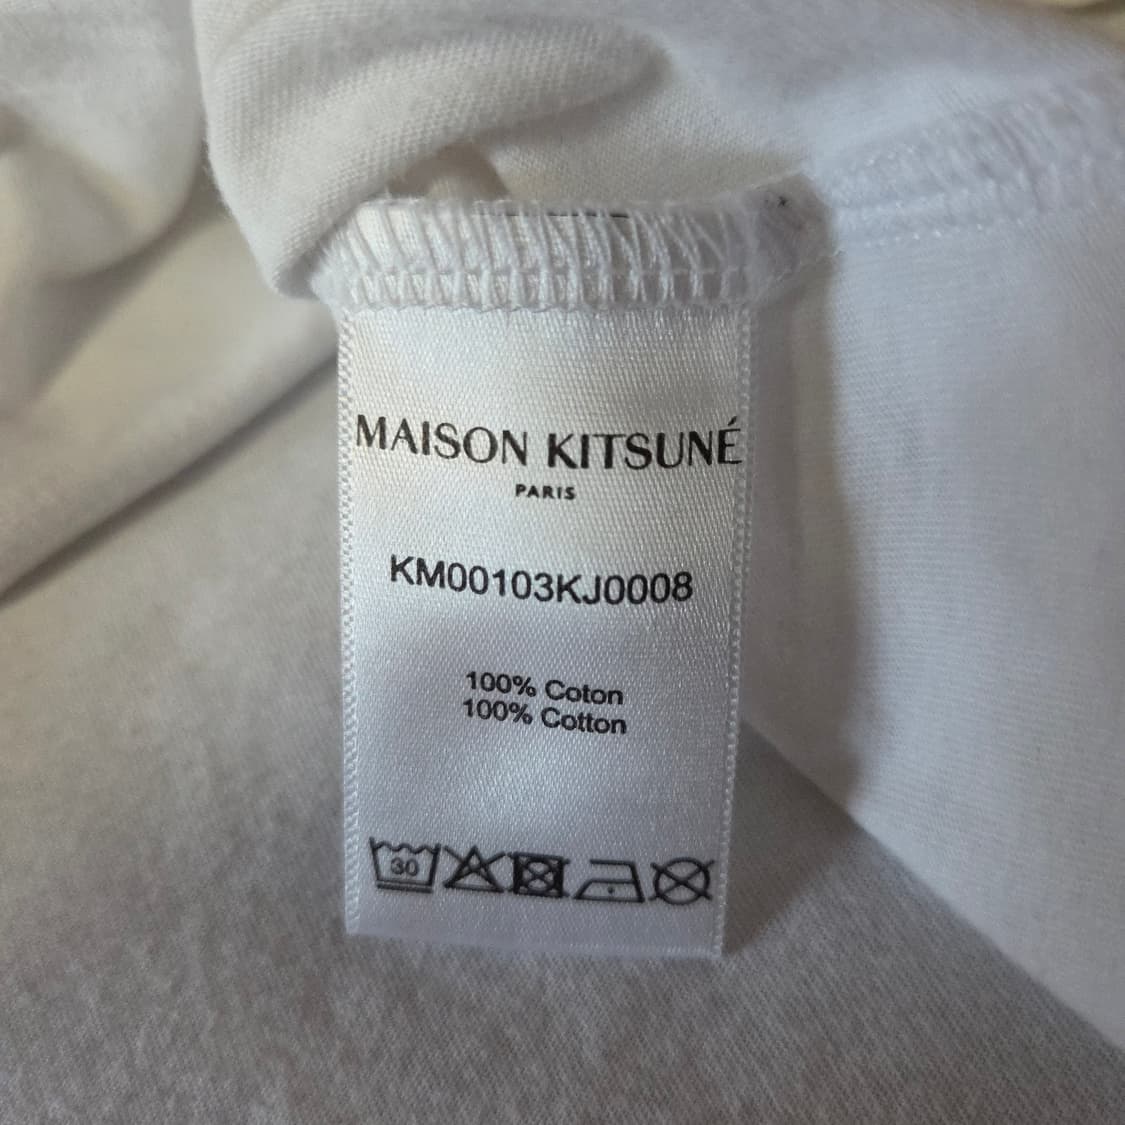 MAISON KITSUNÉ
PARIS
KM00103KJ0008
100% Coton
100% Cotton
30